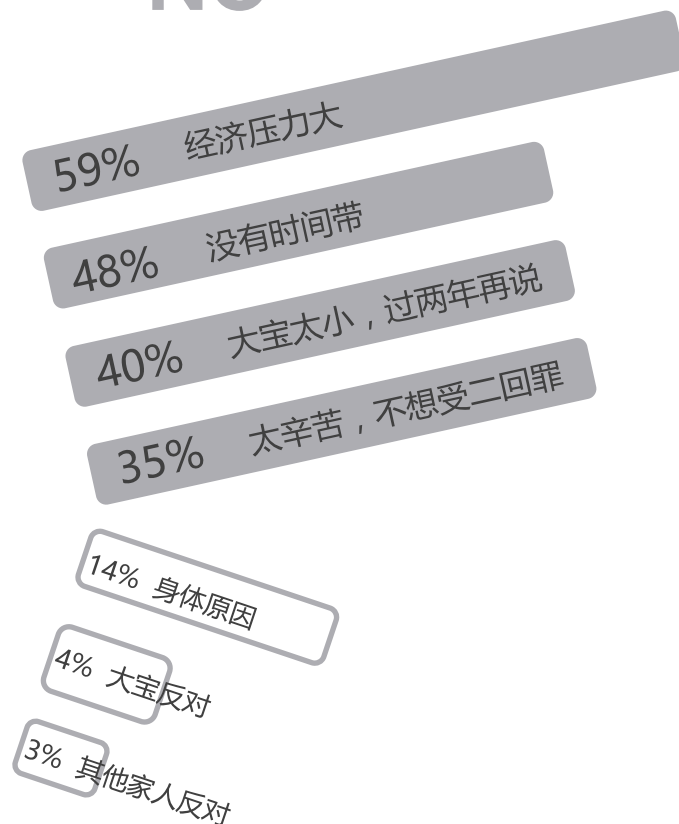 NO
59% 经济压力大
48% 没有时间带
40% 大宝太小，过两年再说
35% 太辛苦，不想受二回罪
14% 身体原因
4% 大宝反对
3% 其他家人反对